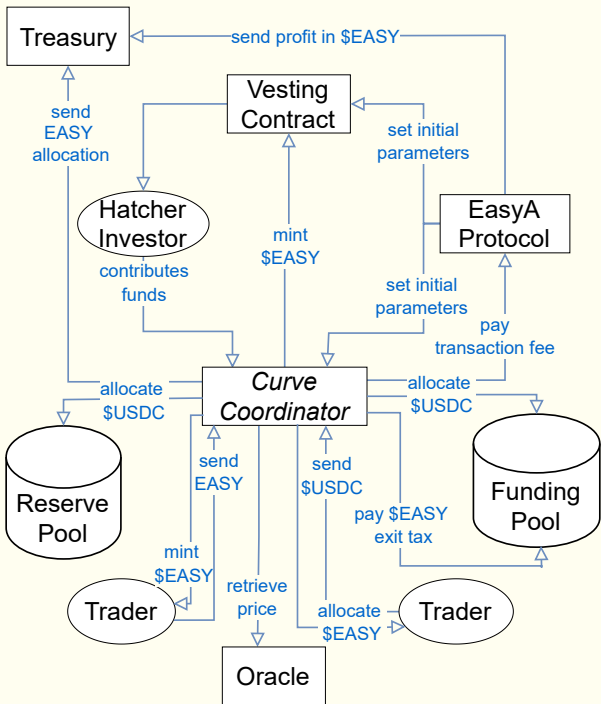 Treasury
send profit in $EASY
send
EASY
allocation
Vesting
Contract
set initial
parameters
Hatcher
Investor
EasyA
Protocol
mint
$EASY
contributes
funds
set initial
parameters
pay
transaction fee
Curve
Coordinator
allocate
$USDC
allocate
$USDC
Reserve
Pool
send
EASY
send
$USDC
Funding
Pool
pay $EASY
exit tax
mint
$EASY
retrieve
price
allocate
$EASY
Trader
Trader
Oracle